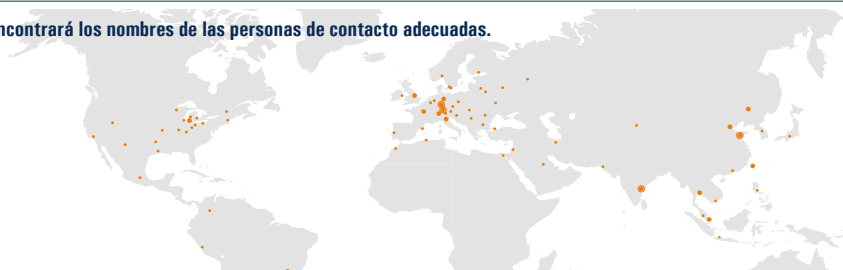 ncontrará los nombres de las personas de contacto adecuadas.